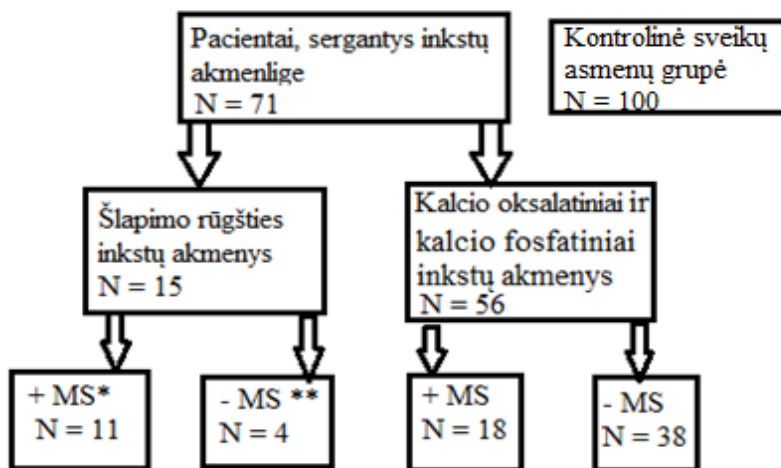 Pacientai, sergantys inkstų
akmenlige
N = 71
Kontrolinė sveikų
asmenų grupė
N = 100
Šlapimo rūgšties
inkstų akmenys
N = 15
Kalcio oksalatiniai ir
kalcio fosfatiniai
inkstų akmenys
N = 56
+ MS*
N = 11
- MS **
N = 4
+ MS
N = 18
- MS
N = 38